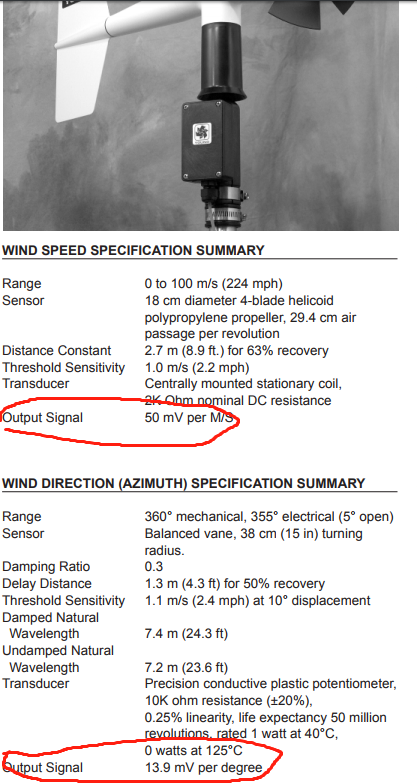 WIND SPEED SPECIFICATION SUMMARY
Range 0 to 100 m/s (224 mph)
Sensor 18 cm diameter 4-blade helicoid
polypropylene propeller, 29.4 cm air
passage per revolution
Distance Constant 2.7 m (8.9 ft.) for 63% recovery
Threshold Sensitivity 1.0 m/s (2.2 mph)
Transducer Centrally mounted stationary coil,
2K Ohm nominal DC resistance
Output Signal 50 mV per M/S
WIND DIRECTION (AZIMUTH) SPECIFICATION SUMMARY
Range 360° mechanical, 355° electrical (5° open)
Sensor Balanced vane, 38 cm (15 in) turning
radius.
Damping Ratio 0.3
Delay Distance 1.3 m (4.3 ft) for 50% recovery
Threshold Sensitivity 1.1 m/s (2.4 mph) at 10° displacement
Damped Natural
Wavelength 7.4 m (24.3 ft)
Undamped Natural
Wavelength 7.2 m (23.6 ft)
Transducer Precision conductive plastic potentiometer,
10K ohm resistance (±20%),
0.25% linearity, life expectancy 50 million
revolutions, rated 1 watt at 40°C,
0 watts at 125°C
Output Signal 13.9 mV per degree